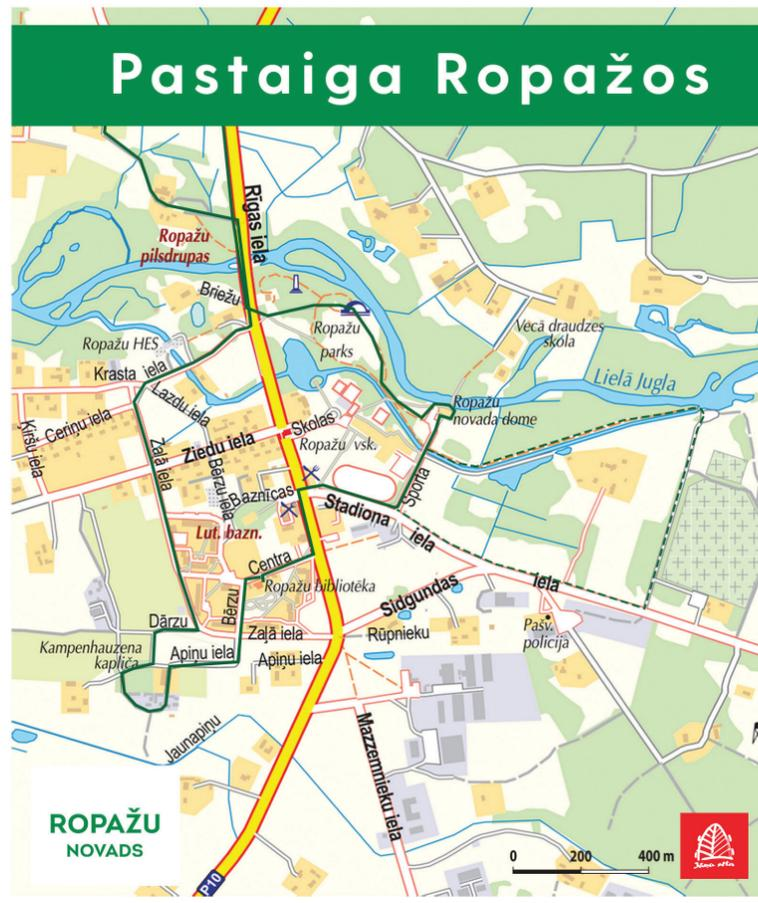 Pastaiga Ropažos
Rīgas iela
Ropažu
pilsdrupas
Briežu
Ropažu
parks
Vecā draudzes
skola
Ropažu HES
Krasta iela
Lielā Jugla
Lazdu iela
Ropažu
novada dome
Ķiršu iela
Ceriņu iela
Skolas
Ziedu iela
Ropažu vsk.
Zaļā iela
Bērzu iela
Sporta
Baznīcas
Stadiona iela
Lut. bazn.
Centra
Ropažu bibliotēka
iela
Sidgundas
Bērzu
Dārzu
Zaļā iela
Rūpnieku
Pašv.
policija
Kampenhauzena
kapliča
Apiņu iela
Apiņu iela
Jaunapiņu
Mazzemnieku iela
ROPAŽU
NOVADS
P10
0 200 400 m
Jāņa sēta